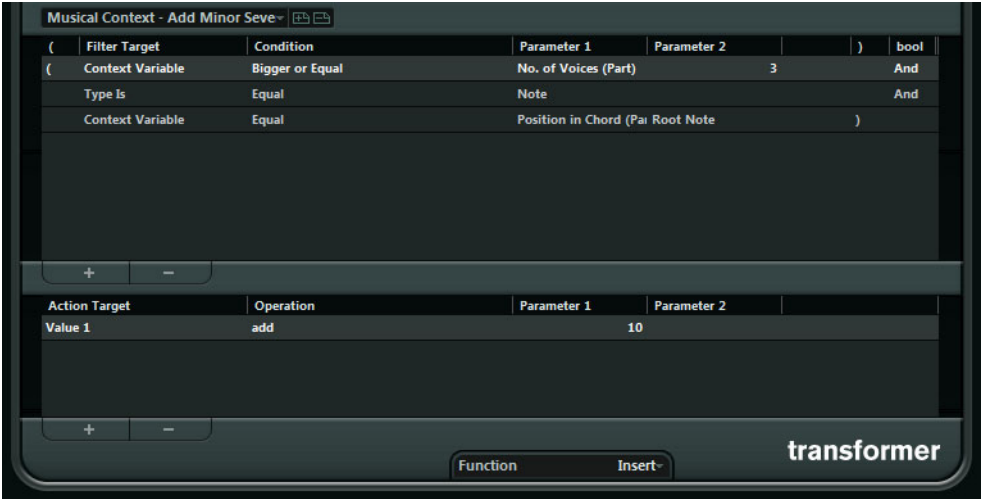 Musical Context - Add Minor Seve
( Filter Target Condition Parameter 1 Parameter 2 ) bool
( Context Variable Bigger or Equal No. of Voices (Part) 3 And
Type Is Equal Note And
Context Variable Equal Position in Chord (Pa Root Note )
+ −
Action Target Operation Parameter 1 Parameter 2
Value 1 add 10
+ −
transformer
Function Insert